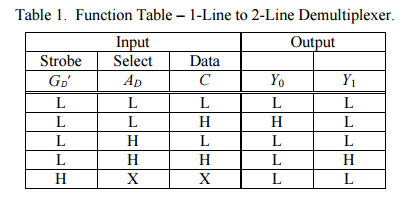 Table 1. Function Table – 1-Line to 2-Line Demultiplexer.
Input Output
Strobe Select Data
G_D' A_D C Y_0 Y_1
L L L L L
L L H H L
L H L L L
L H H L H
H X X L L